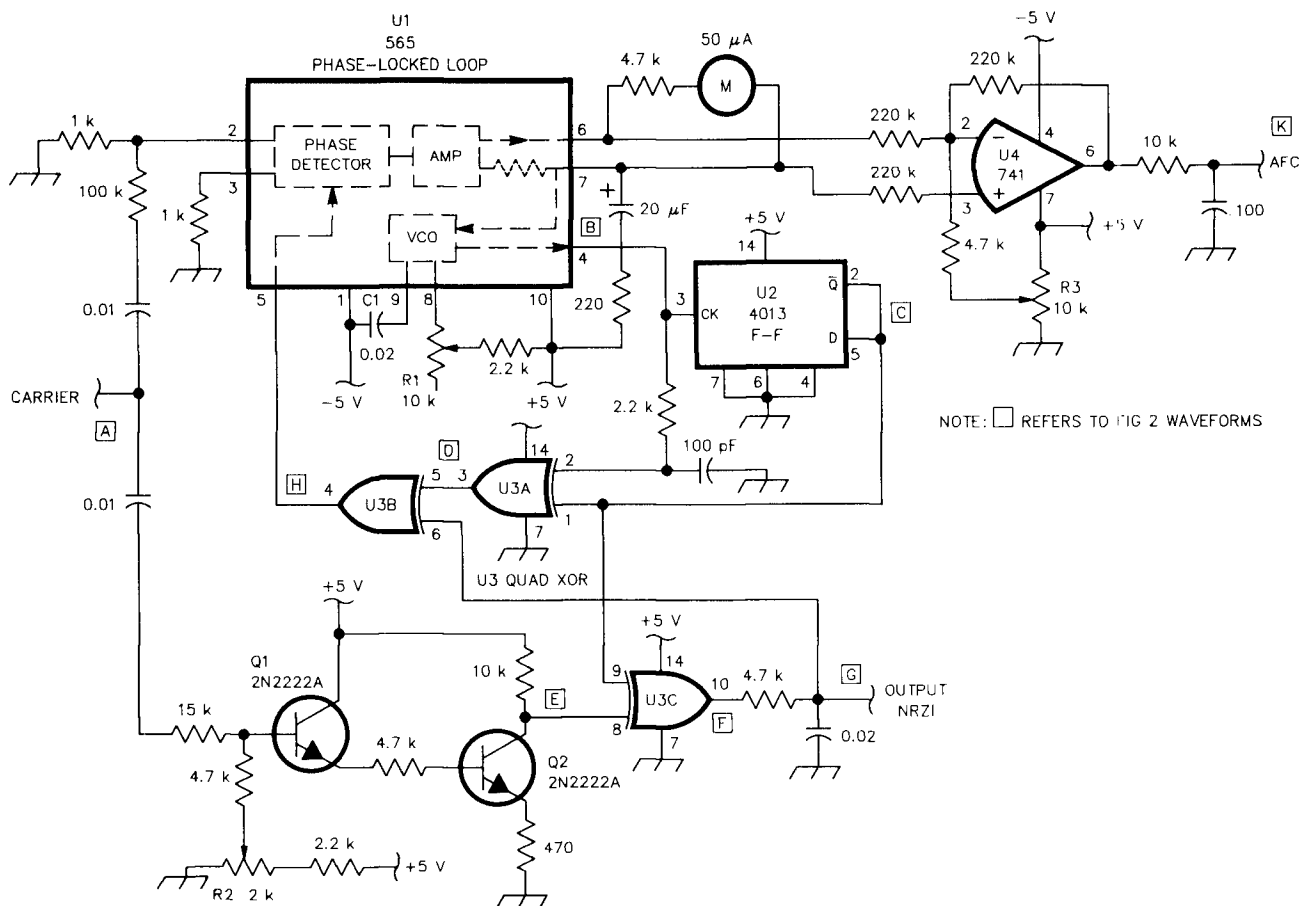 U1
565
PHASE-LOCKED LOOP
50 µA
4.7 k
M
-5 V
220 k
1 k
2
PHASE
DETECTOR
AMP
6
220 k
2
4
U4
741
6
10 k
K
AFC
3
7
+
220 k
3
7
+
100 k
1 k
20 µF
+5 V
.100
VCO
B
4
+5 V
14
4.7 k
R3
10 k
5
1
C1
9
8
10
220
3
CK
U2
4013
F-F
Q
2
D
5
C
0.01
0.02
2.2 k
7
6
4
-5 V
R1
10 k
+5 V
2.2 k
CARRIER
A
NOTE: □ REFERS TO FIG 2 WAVEFORMS
100 pF
D
14
2
H
4
U3B
5
3
U3A
1
0.01
6
7
U3 QUAD XOR
+5 V
+5 V
Q1
2N2222A
10 k
9
14
4.7 k
G
OUTPUT
NRZI
E
U3C
10
15 k
8
F
0.02
4.7 k
4.7 k
7
Q2
2N2222A
2.2 k
470
+5 V
R2 2 k